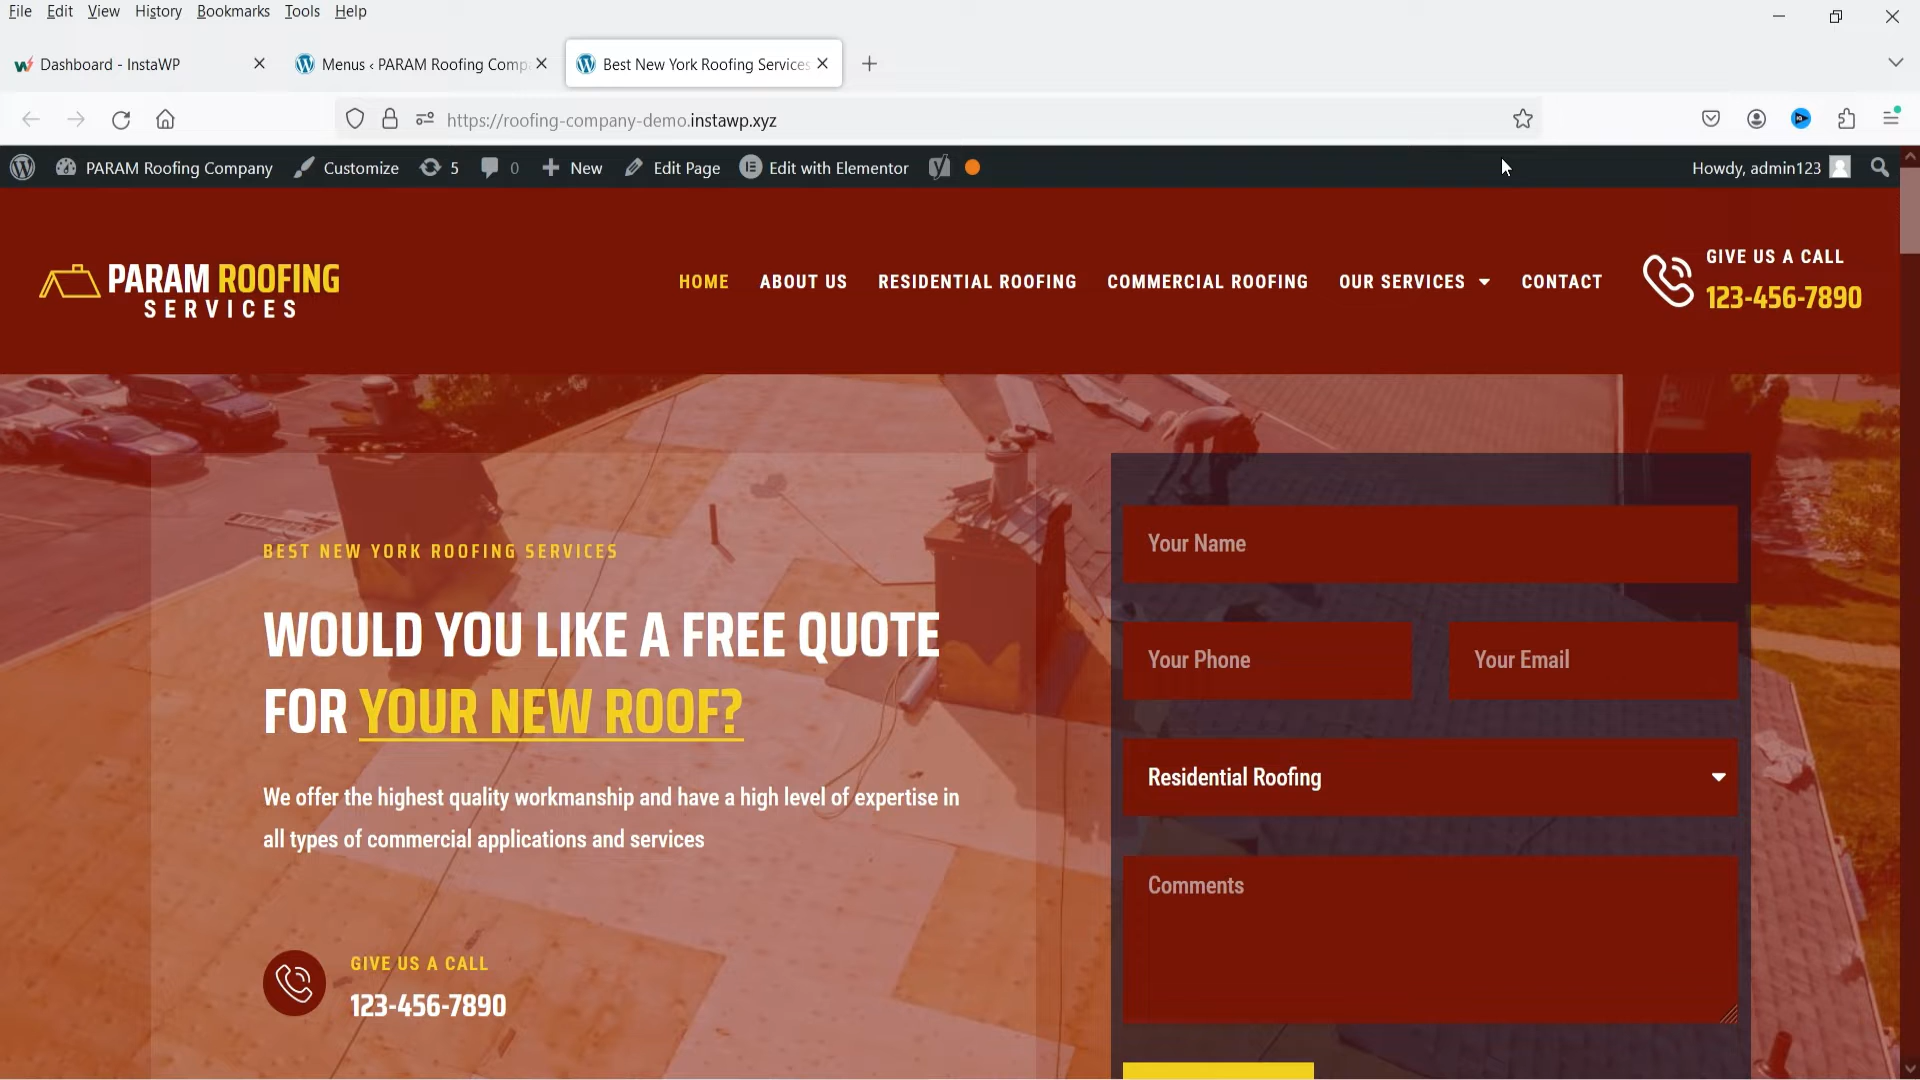 File Edit View History Bookmarks Tools Help
Dashboard - InstaWP
Menus ‹ PARAM Roofing Comp
Best New York Roofing Services
https://roofing-company-demo.instawp.xyz
PARAM Roofing Company Customize 5 0 New Edit Page Edit with Elementor Howdy, admin123
PARAM ROOFING
SERVICES
HOME ABOUT US RESIDENTIAL ROOFING COMMERCIAL ROOFING OUR SERVICES CONTACT
GIVE US A CALL
123-456-7890
BEST NEW YORK ROOFING SERVICES
WOULD YOU LIKE A FREE QUOTE
FOR YOUR NEW ROOF?
We offer the highest quality workmanship and have a high level of expertise in
all types of commercial applications and services
GIVE US A CALL
123-456-7890
Your Name
Your Phone Your Email
Residential Roofing
Comments